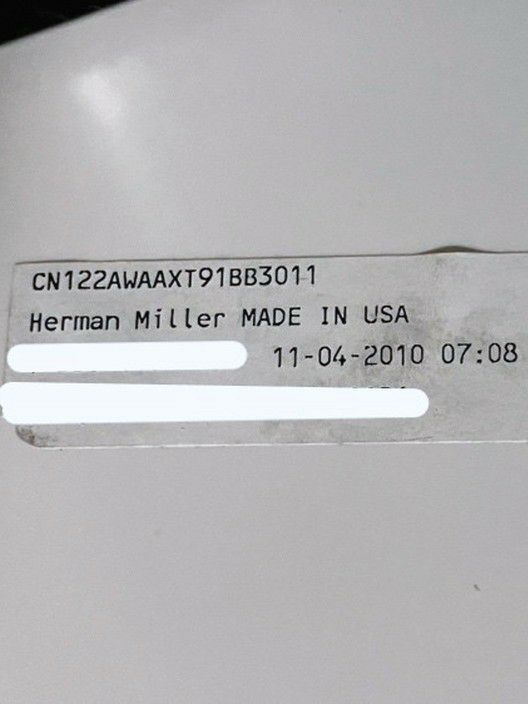 CN122AWAAXT91BB3011
Herman Miller MADE IN USA
11-04-2010 07:08